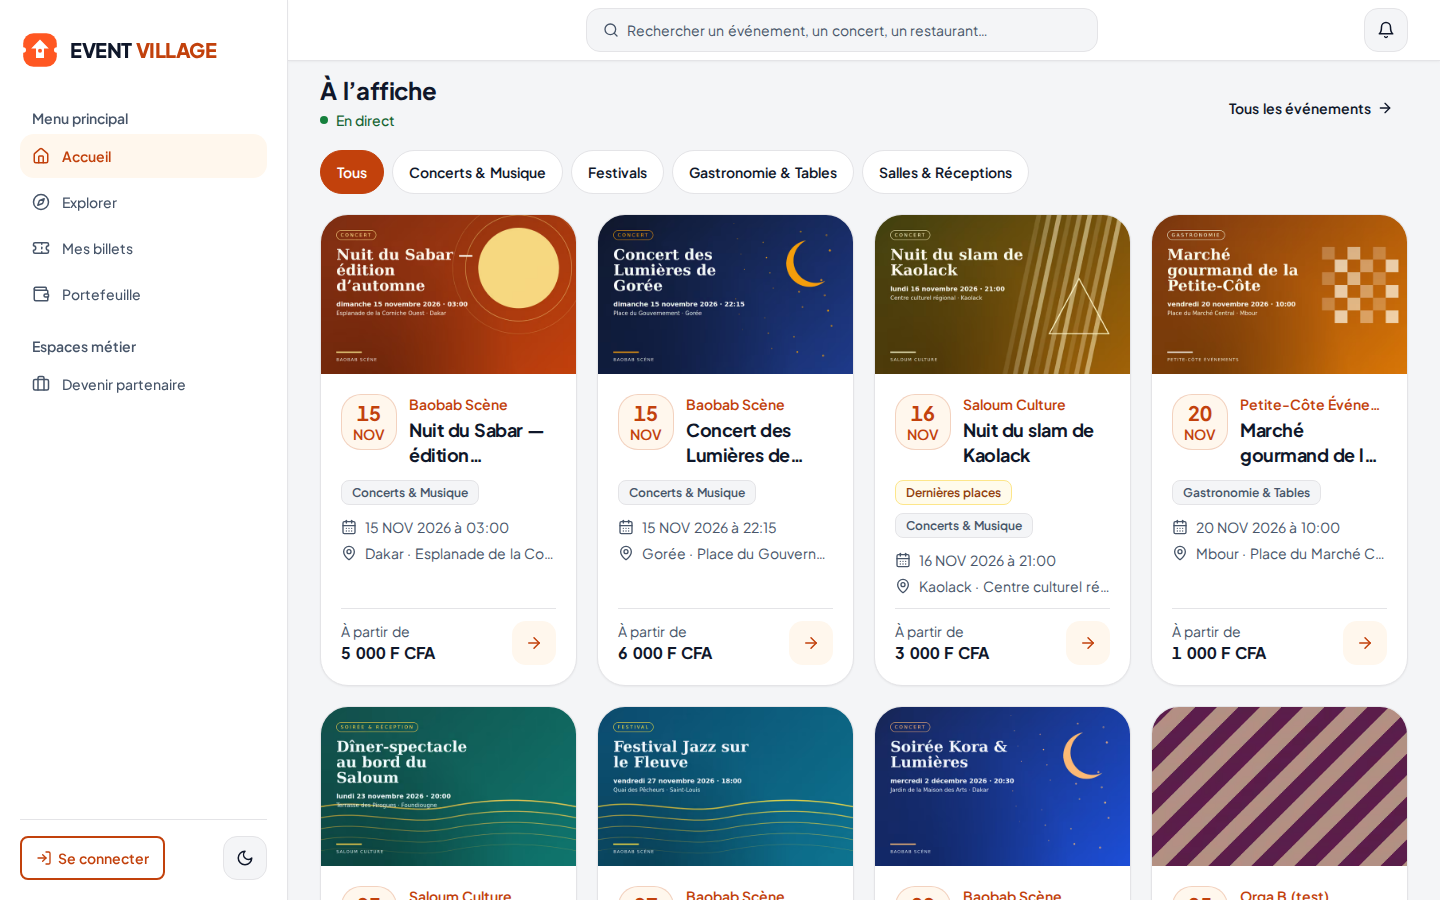 EVENT VILLAGE
Menu principal
Accueil
Explorer
Mes billets
Portefeuille
Espaces métier
Devenir partenaire
Se connecter
Rechercher un événement, un concert, un restaurant…
À l’affiche
En direct
Tous les événements
Tous
Concerts & Musique
Festivals
Gastronomie & Tables
Salles & Réceptions
CONCERT
Nuit du Sabar —
édition
d’automne
dimanche 15 novembre 2026 · 03:00
Esplanade de la Corniche Ouest · Dakar
BAOBAB SCÈNE
15
NOV
Baobab Scène
Nuit du Sabar —
édition…
Concerts & Musique
15 NOV 2026 à 03:00
Dakar · Esplanade de la Co…
À partir de
5 000 F CFA
CONCERT
Concert des
Lumières de
Gorée
dimanche 15 novembre 2026 · 22:15
Place du Gouvernement · Gorée
BAOBAB SCÈNE
15
NOV
Baobab Scène
Concert des
Lumières de…
Concerts & Musique
15 NOV 2026 à 22:15
Gorée · Place du Gouvern…
À partir de
6 000 F CFA
CONCERT
Nuit du slam de
Kaolack
lundi 16 novembre 2026 · 21:00
Centre culturel régional · Kaolack
SALOUM CULTURE
16
NOV
Saloum Culture
Nuit du slam de
Kaolack
Dernières places
Concerts & Musique
16 NOV 2026 à 21:00
Kaolack · Centre culturel ré…
À partir de
3 000 F CFA
GASTRONOMIE
Marché
gourmand de la
Petite-Côte
vendredi 20 novembre 2026 · 10:00
Place du Marché Central · Mbour
PETITE-CÔTE ÉVÉNEMENTS
20
NOV
Petite-Côte Événe…
Marché
gourmand de l…
Gastronomie & Tables
20 NOV 2026 à 10:00
Mbour · Place du Marché C…
À partir de
1 000 F CFA
SOIRÉE & RÉCEPTION
Dîner-spectacle
au bord du
Saloum
lundi 23 novembre 2026 · 20:00
Terrasse des Pirogues · Foundiougne
SALOUM CULTURE
Saloum Culture
FESTIVAL
Festival Jazz sur
le Fleuve
vendredi 27 novembre 2026 · 18:00
Quai des Pêcheurs · Saint-Louis
BAOBAB SCÈNE
Baobab Scène
CONCERT
Soirée Kora &
Lumières
mercredi 2 décembre 2026 · 20:30
Jardin de la Maison des Arts · Dakar
BAOBAB SCÈNE
Baobab Scène
Orga B (test)